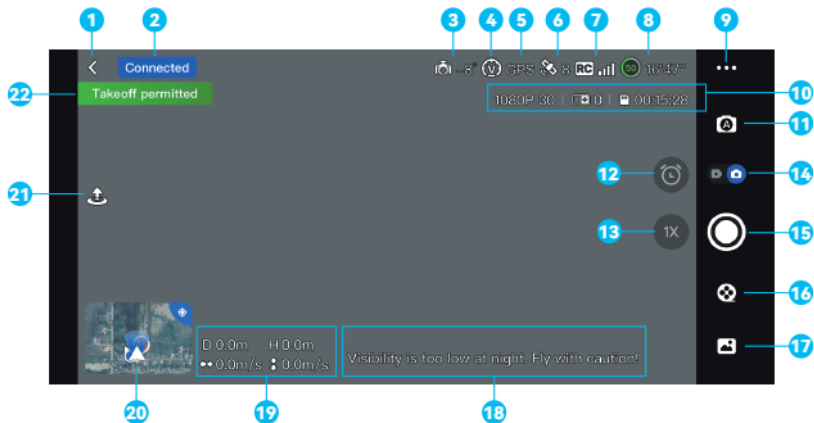 1 2 3 4 5 6 7 8 9
Connected -8° V GPS 8 RC 50 16'47"
22 Takeoff permitted
1080P 30 | 0 | 00:15:28 10
A 11
12 14
21
13 1X 15
16
D 0.0m H 0.0m
0.0m/s 0.0m/s
Visibility is too low at night. Fly with caution!
17
20 19 18